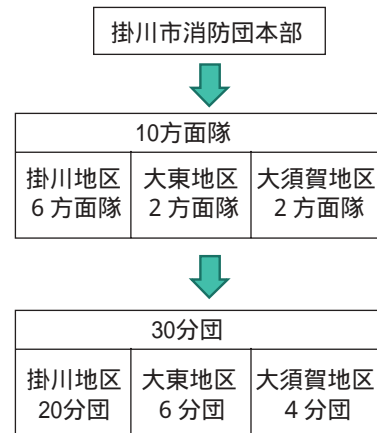 掛川市消防団本部
10方面隊
掛川地区 大東地区 大須賀地区
6 方面隊 2 方面隊 2 方面隊
30分団
掛川地区 大東地区 大須賀地区
20分団 6 分団 4 分団